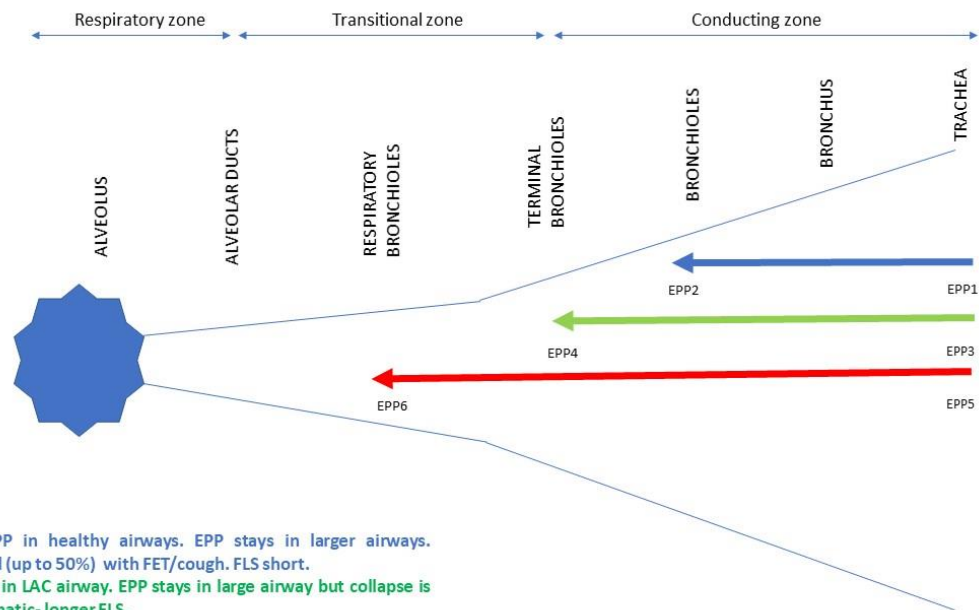 Respiratory zone
Transitional zone
Conducting zone
ALVEOLUS
ALVEOLAR DUCTS
RESPIRATORY
BRONCHIOLES
TERMINAL
BRONCHIOLES
BRONCHIOLES
BRONCHUS
TRACHEA
EPP2
EPP1
EPP4
EPP3
EPP6
EPP5
in healthy airways. EPP stays in larger airways.
(up to 50%) with FET/cough. FLS short.
in LAC airway. EPP stays in large airway but collapse is
longer FLS